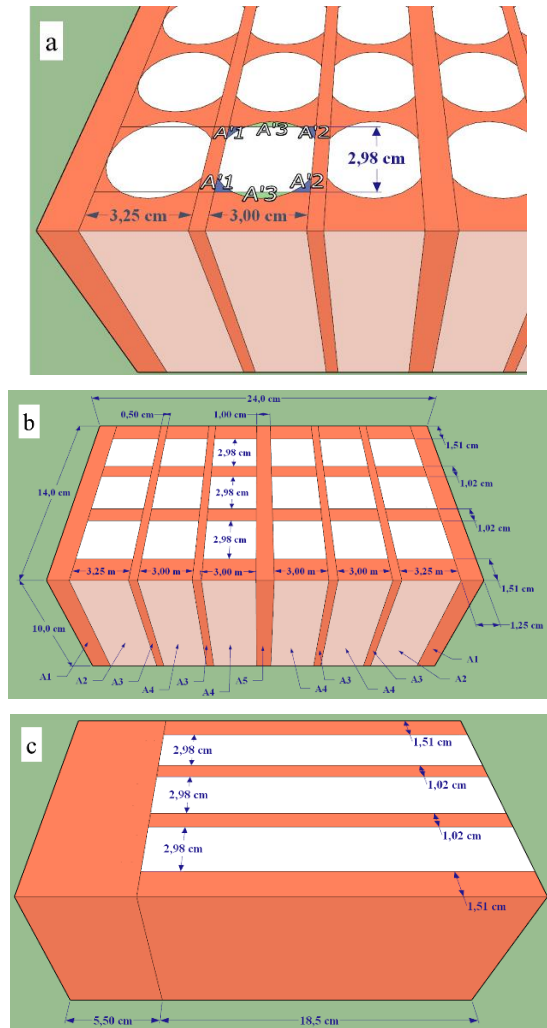 a
A'1 A'3 A'2
2,98 cm
A'1 A'3 A'2
3,25 cm 3,00 cm
b
24,0 cm
0,50 cm 1,00 cm
2,98 cm
1,51 cm
14,0 cm
2,98 cm
1,02 cm
2,98 cm
1,02 cm
3,25 m 3,00 m 3,00 m 3,00 m 3,00 m 3,25 m
1,51 cm
10,0 cm
1,25 cm
A1 A2 A3 A4 A3 A4 A5 A4 A3 A4 A3 A2 A1
c
2,98 cm
1,51 cm
2,98 cm
1,02 cm
2,98 cm
1,02 cm
1,51 cm
5,50 cm 18,5 cm